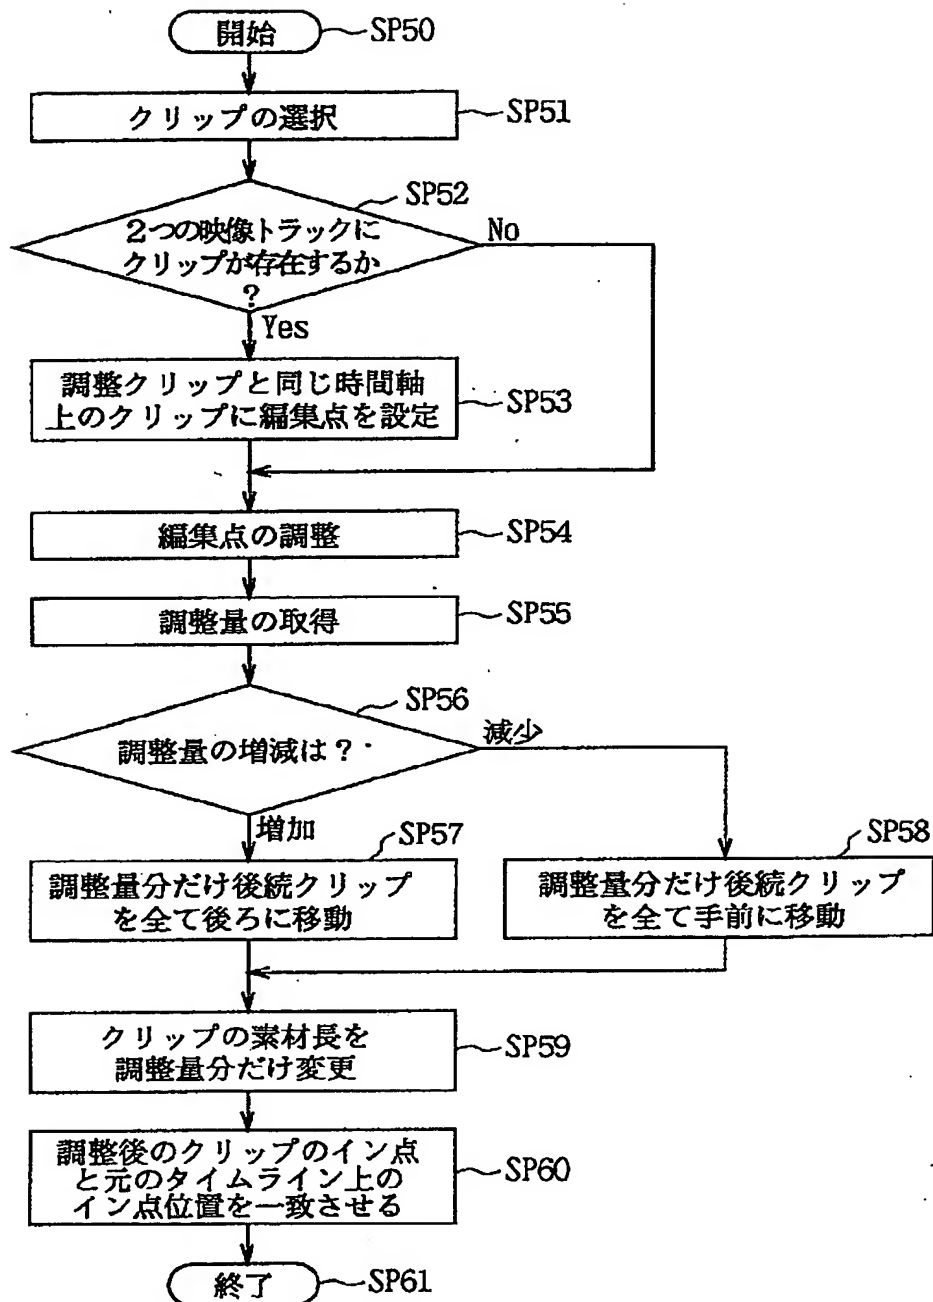 開始
SP50
クリップの選択
SP51
SP52
2つの映像トラックに
クリップが存在するか
?
No
Yes
調整クリップと同じ時間軸
上のクリップに編集点を設定
SP53
編集点の調整
SP54
調整量の取得
SP55
SP56
調整量の増減は?
減少
増加
SP57
調整量分だけ後続クリップ
を全て後ろに移動
SP58
調整量分だけ後続クリップ
を全て手前に移動
クリップの素材長を
調整量分だけ変更
SP59
調整後のクリップのイン点
と元のタイムライン上の
イン点位置を一致させる
SP60
終了
SP61